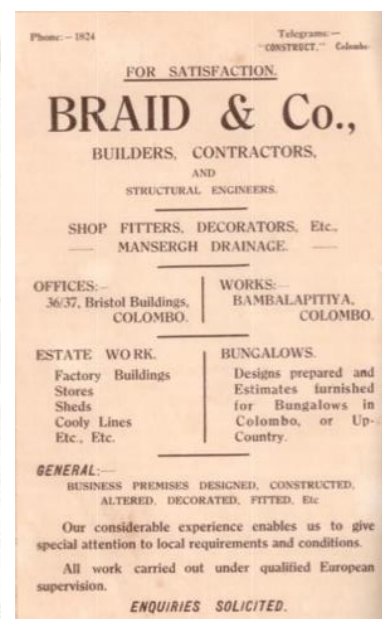 Phone:– 1824
Telegrams:—
"CONSTRUCT." Colombo
FOR SATISFACTION.
BRAID & Co.,
BUILDERS, CONTRACTORS,
AND
STRUCTURAL ENGINEERS.
SHOP FITTERS, DECORATORS, Etc.,
MANSERGH DRAINAGE.
OFFICES:–
36/37, Bristol Buildings,
COLOMBO.
WORKS:—
BAMBALAPITIYA,
COLOMBO.
ESTATE WORK.
Factory Buildings
Stores
Sheds
Cooly Lines
Etc., Etc.
BUNGALOWS.
Designs prepared and
Estimates furnished
for Bungalows in
Colombo, or Up-
Country.
GENERAL:—
BUSINESS PREMISES DESIGNED, CONSTRUCTED,
ALTERED, DECORATED, FITTED, Etc
Our considerable experience enables us to give
special attention to local requirements and conditions.
All work carried out under qualified European
supervision.
ENQUIRIES SOLICITED.